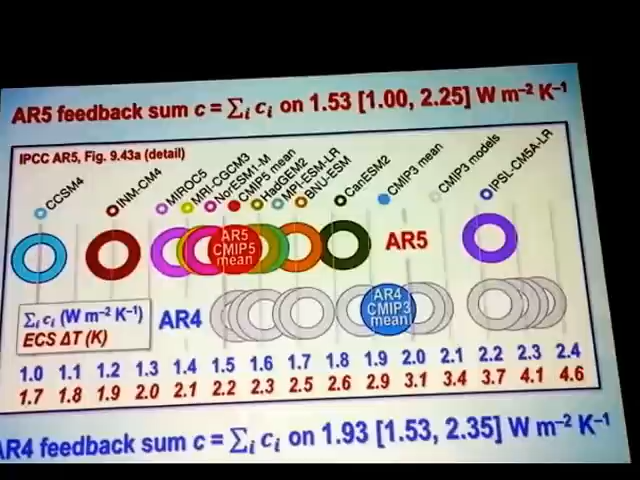 AR5 feedback sum c = Σᵢ cᵢ on 1.53 [1.00, 2.25] W m⁻² K⁻¹
IPCC AR5, Fig. 9.43a (detail)
CCSM4
INM-CM4
MIROC5
MRI-CGCM3
NorESM1-M
CMIP5 mean
HadGEM2
MPI-ESM-LR
BNU-ESM
CanESM2
CMIP3 mean
CMIP3 models
IPSL-CM5A-LR
AR5
CMIP5
mean
AR5
Σᵢ cᵢ (W m⁻² K⁻¹)
ECS ΔT (K)
AR4
AR4
CMIP3
mean
1.0 1.1 1.2 1.3 1.4 1.5 1.6 1.7 1.8 1.9 2.0 2.1 2.2 2.3 2.4
1.7 1.8 1.9 2.0 2.1 2.2 2.3 2.5 2.6 2.9 3.1 3.4 3.7 4.1 4.6
AR4 feedback sum c = Σᵢ cᵢ on 1.93 [1.53, 2.35] W m⁻² K⁻¹